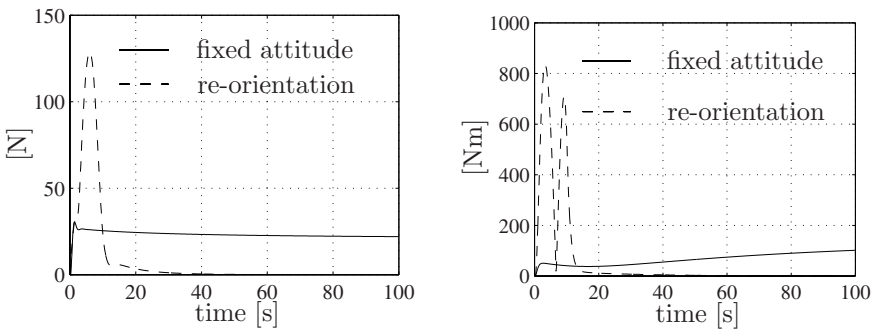 150
100
50
0
[N]
fixed attitude
re-orientation
0 20 40 60 80 100
time [s]
1000
800
600
400
200
0
[Nm]
fixed attitude
re-orientation
0 20 40 60 80 100
time [s]